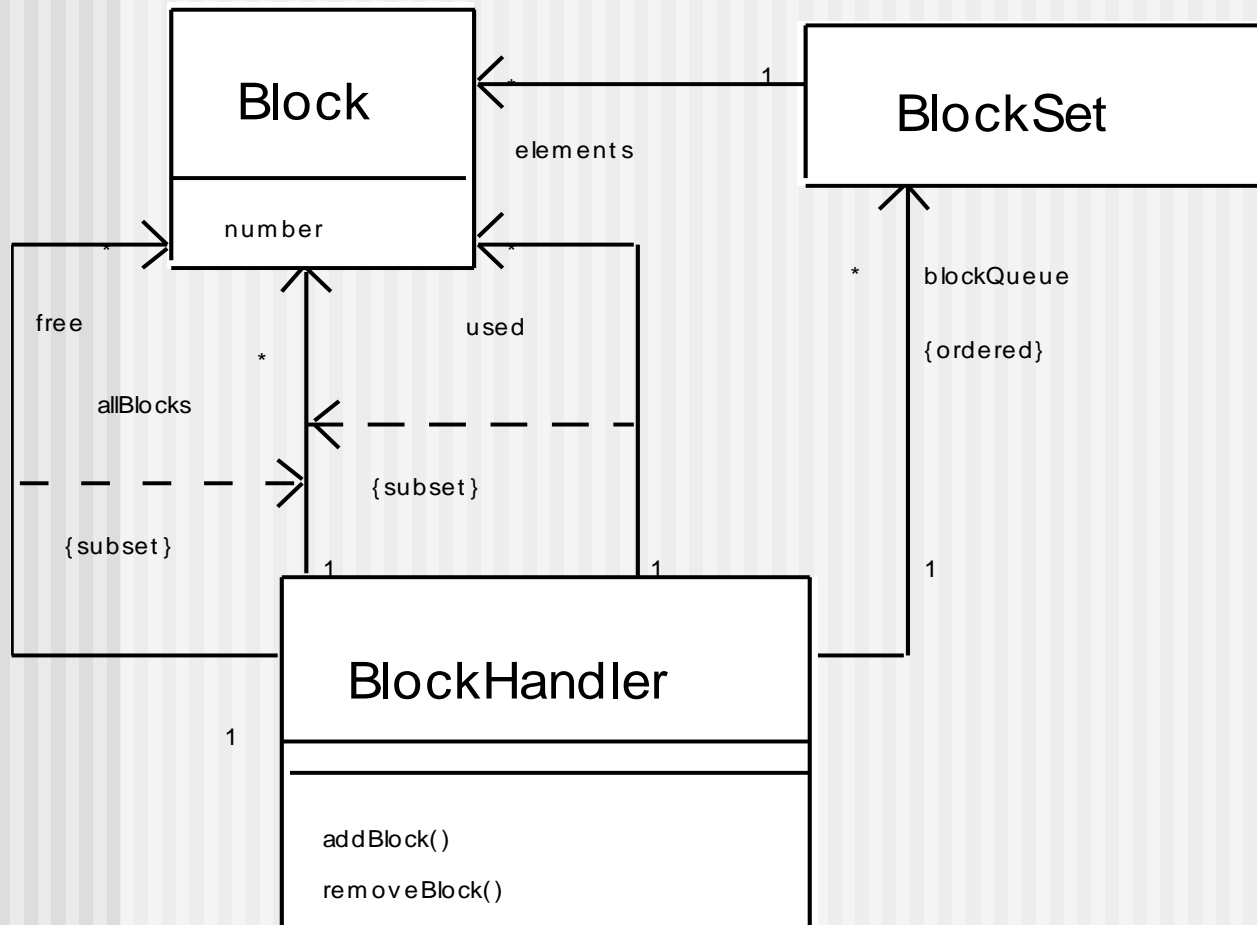 Block
BlockSet
* 1
elements
number
* *
free
used
* blockQueue
*
{ordered}
allBlocks
{subset}
{subset}
1 1 1
BlockHandler
1
addBlock()
removeBlock()